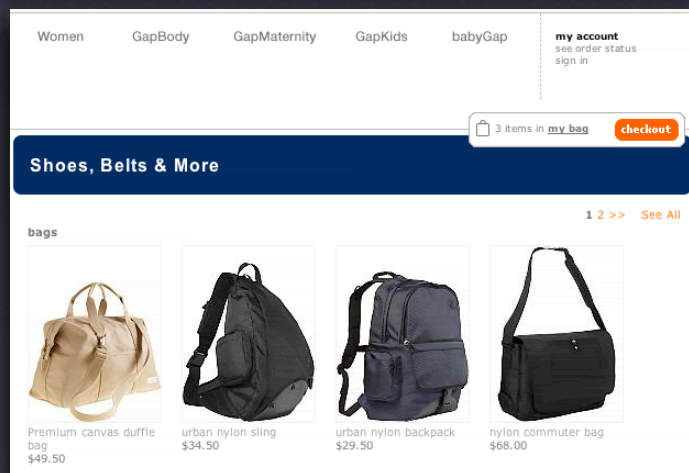 Women GapBody GapMaternity GapKids babyGap
my account
see order status
sign in
3 items in my bag checkout
Shoes, Belts & More
1 2 >> See All
bags
Premium canvas duffle bag
$49.50
urban nylon sling
$34.50
urban nylon backpack
$29.50
nylon commuter bag
$68.00